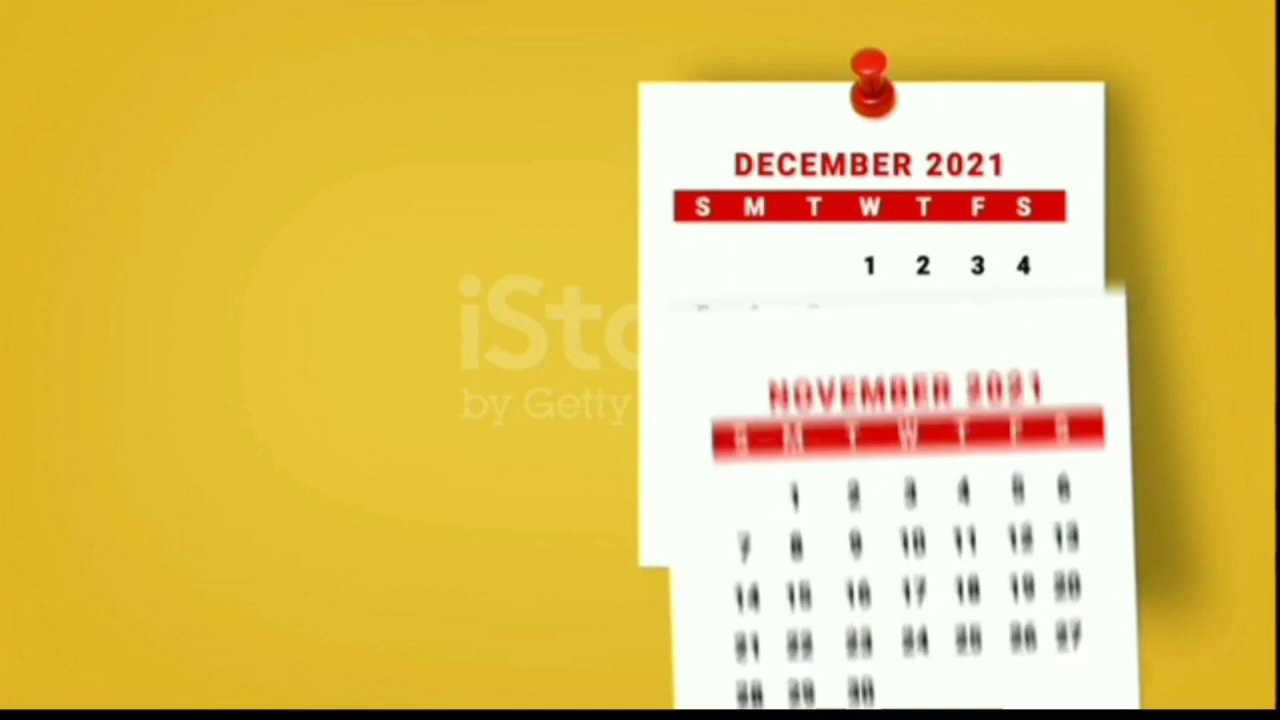 DECEMBER 2021
S M T W T F S
1 2 3 4
iSto
by Getty
NOVEMBER 2021
S M T W T F S
1 2 3 4 5 6
7 8 9 10 11 12 13
14 15 16 17 18 19 20
21 22 23 24 25 26 27
28 29 30